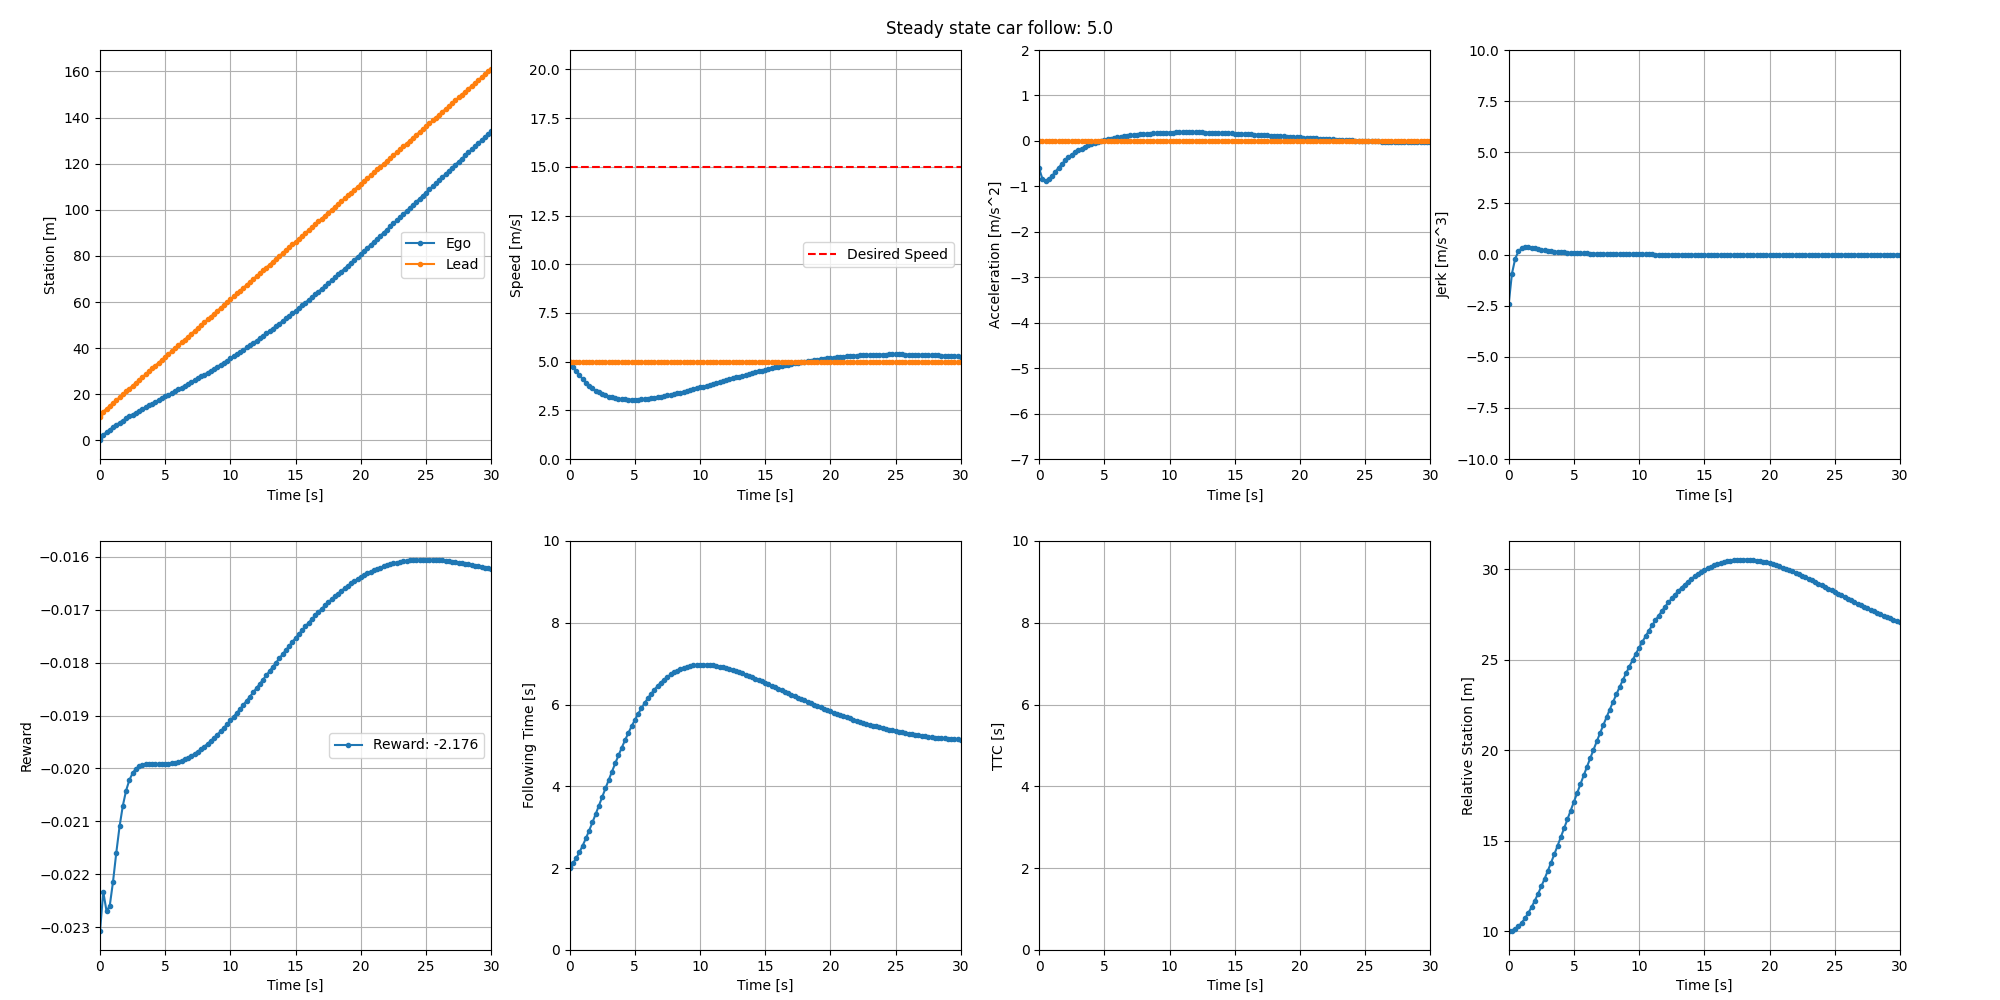 Steady state car follow: 5.0
Station [m]
160
140
120
100
80
60
40
20
0
Ego
Lead
0 5 10 15 20 25 30
Time [s]
Speed [m/s]
20.0
17.5
15.0
12.5
10.0
7.5
5.0
2.5
0.0
Desired Speed
0 5 10 15 20 25 30
Time [s]
Acceleration [m/s^2]
2
1
0
−1
−2
−3
−4
−5
−6
−7
0 5 10 15 20 25 30
Time [s]
Jerk [m/s^3]
10.0
7.5
5.0
2.5
0.0
−2.5
−5.0
−7.5
−10.0
0 5 10 15 20 25 30
Time [s]
Reward
−0.016
−0.017
−0.018
−0.019
−0.020
−0.021
−0.022
−0.023
Reward: -2.176
0 5 10 15 20 25 30
Time [s]
Following Time [s]
10
8
6
4
2
0
0 5 10 15 20 25 30
Time [s]
TTC [s]
10
8
6
4
2
0
0 5 10 15 20 25 30
Time [s]
Relative Station [m]
30
25
20
15
10
0 5 10 15 20 25 30
Time [s]